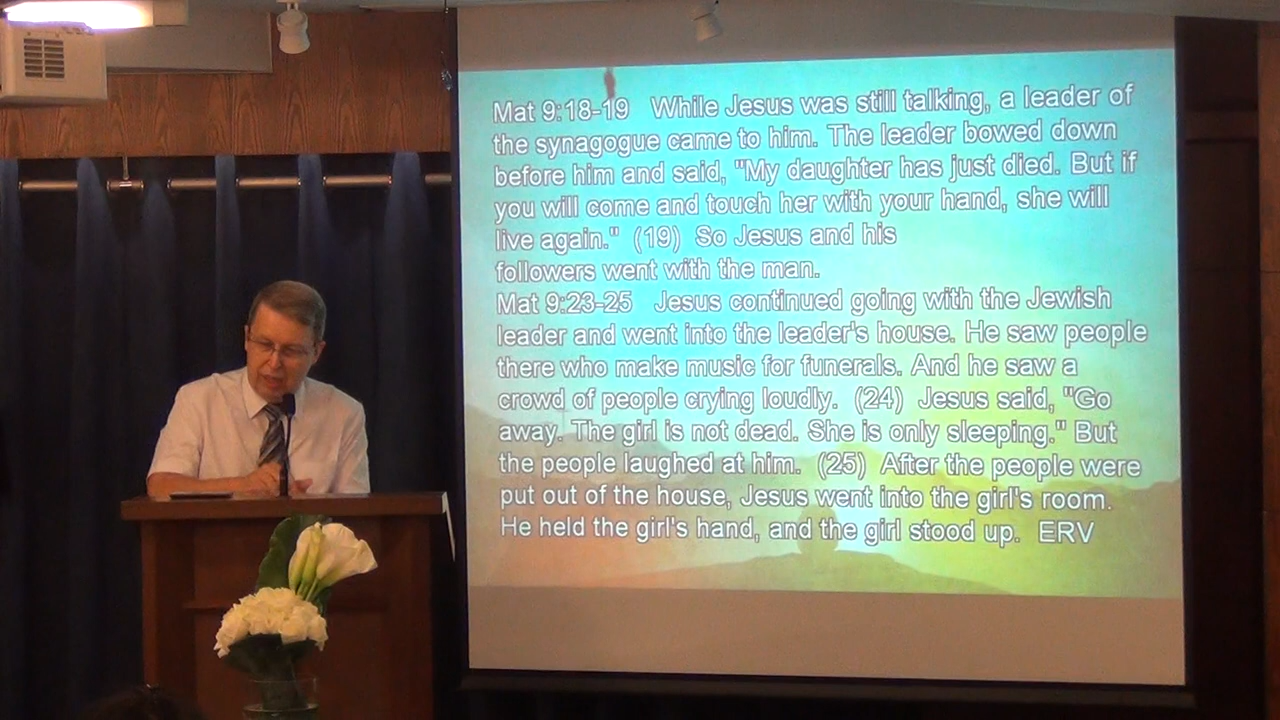 Mat 9:18-19 While Jesus was still talking, a leader of
the synagogue came to him. The leader bowed down
before him and said, "My daughter has just died. But if
you will come and touch her with your hand, she will
live again." (19) So Jesus and his
followers went with the man.
Mat 9:23-25 Jesus continued going with the Jewish
leader and went into the leader's house. He saw people
there who make music for funerals. And he saw a
crowd of people crying loudly. (24) Jesus said, "Go
away. The girl is not dead. She is only sleeping." But
the people laughed at him. (25) After the people were
put out of the house, Jesus went into the girl's room.
He held the girl's hand, and the girl stood up. ERV